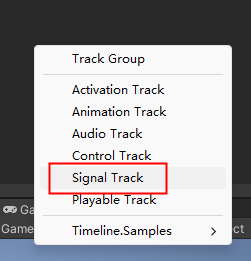 Track Group
Activation Track
Animation Track
Audio Track
Control Track
Signal Track
Playable Track
Timeline.Samples